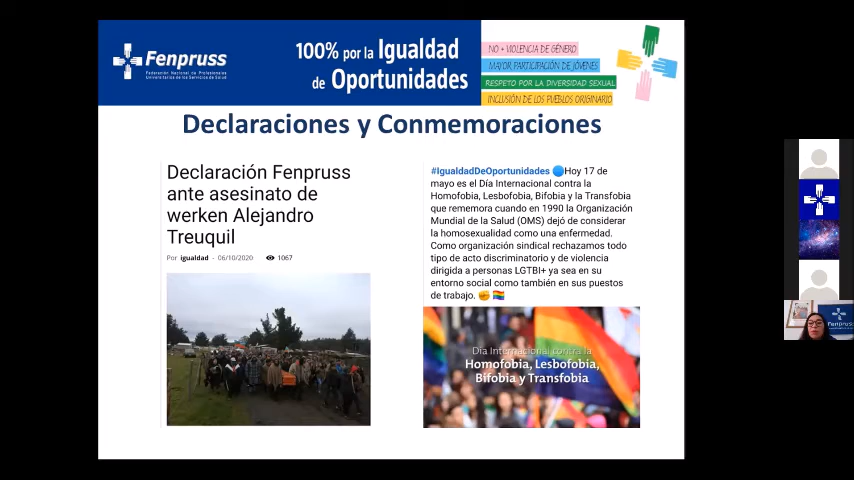 Fenpruss
Federación Nacional de Profesionales
Universitarios de los Servicios de Salud
100% por la Igualdad
de Oportunidades
NO + VIOLENCIA DE GÉNERO
MAYOR PARTICIPACIÓN DE JÓVENES
RESPETO POR LA DIVERSIDAD SEXUAL
INCLUSIÓN DE LOS PUEBLOS ORIGINARIO
Declaraciones y Conmemoraciones
Declaración Fenpruss
ante asesinato de
werken Alejandro
Treuquil
Por igualdad - 06/10/2020 1067
#IgualdadDeOportunidades Hoy 17 de
mayo es el Día Internacional contra la
Homofobia, Lesbofobia, Bifobia y la Transfobia
que rememora cuando en 1990 la Organización
Mundial de la Salud (OMS) dejó de considerar
la homosexualidad como una enfermedad.
Como organización sindical rechazamos todo
tipo de acto discriminatorio y de violencia
dirigida a personas LGTBI+ ya sea en su
entorno social como también en sus puestos
de trabajo.
Día Internacional contra la
Homofobia, Lesbofobia,
Bifobia y Transfobia
Fenpruss